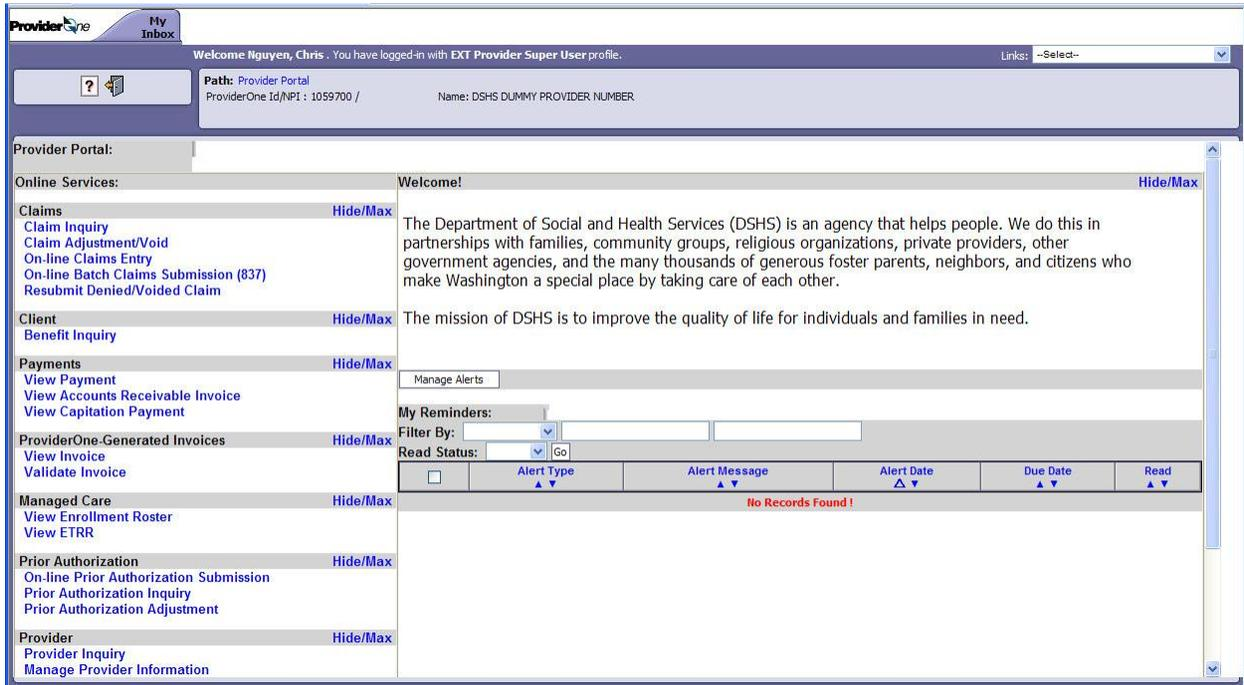 ProviderOne
My
Inbox
Welcome Nguyen, Chris . You have logged-in with EXT Provider Super User profile.
Links: --Select--
?
Path: Provider Portal
ProviderOne Id/NPI : 1059700 / Name: DSHS DUMMY PROVIDER NUMBER
Provider Portal:
Online Services:
Claims Hide/Max
Claim Inquiry
Claim Adjustment/Void
On-line Claims Entry
On-line Batch Claims Submission (837)
Resubmit Denied/Voided Claim
Client Hide/Max
Benefit Inquiry
Payments Hide/Max
View Payment
View Accounts Receivable Invoice
View Capitation Payment
ProviderOne-Generated Invoices Hide/Max
View Invoice
Validate Invoice
Managed Care Hide/Max
View Enrollment Roster
View ETRR
Prior Authorization Hide/Max
On-line Prior Authorization Submission
Prior Authorization Inquiry
Prior Authorization Adjustment
Provider Hide/Max
Provider Inquiry
Manage Provider Information
Welcome! Hide/Max
The Department of Social and Health Services (DSHS) is an agency that helps people. We do this in
partnerships with families, community groups, religious organizations, private providers, other
government agencies, and the many thousands of generous foster parents, neighbors, and citizens who
make Washington a special place by taking care of each other.
The mission of DSHS is to improve the quality of life for individuals and families in need.
Manage Alerts
My Reminders:
Filter By:
Read Status: Go
Alert Type Alert Message Alert Date Due Date Read
No Records Found !